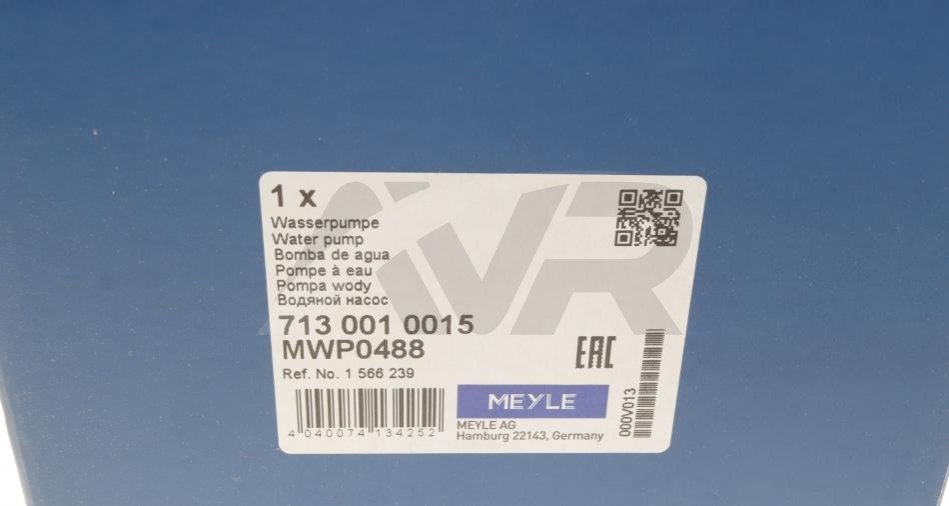 1 x
Wasserpumpe
Water pump
Bomba de agua
Pompe à eau
Pompa wody
Водяной насос
713 001 0015
MWP0488
Ref. No. 1 566 239
4 040074 134252
MEYLE
MEYLE AG
Hamburg 22143, Germany
EAC
000V013
AVR